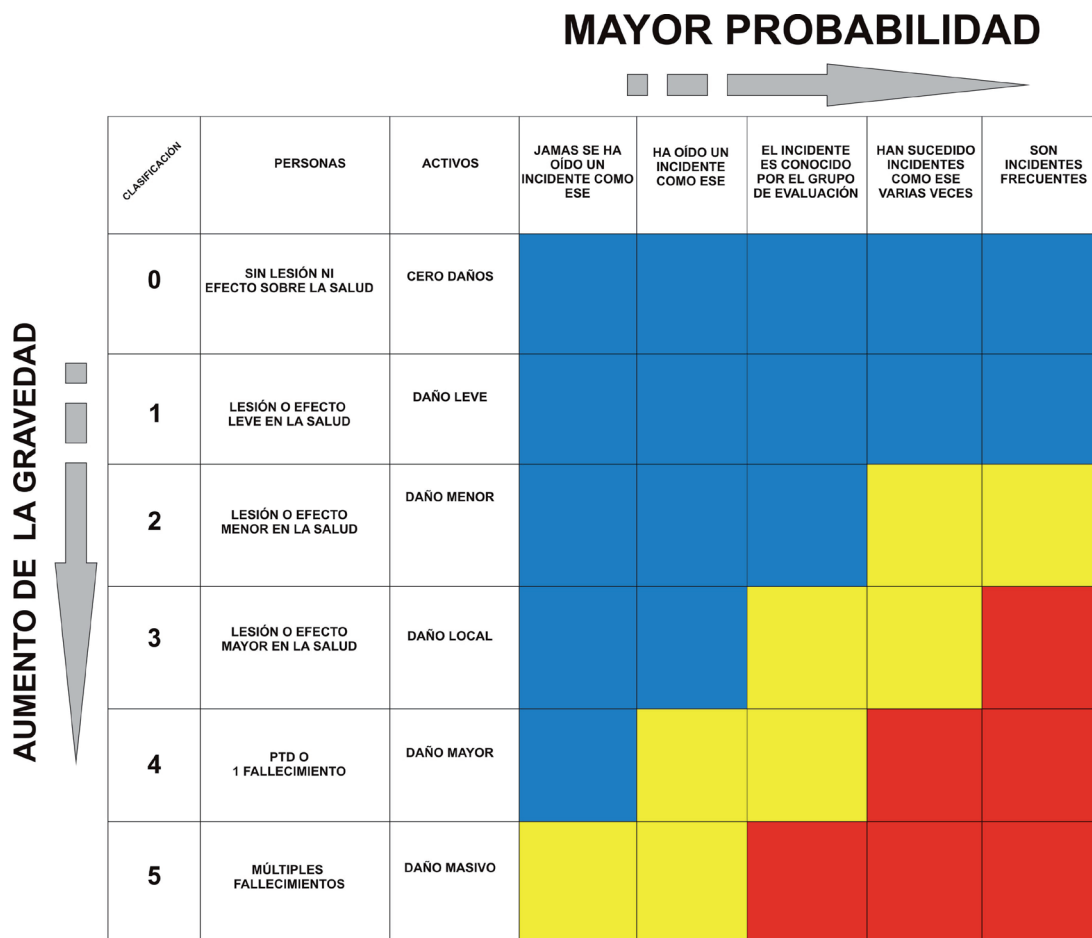 MAYOR PROBABILIDAD
CLASIFICACIÓN
PERSONAS
ACTIVOS
JAMAS SE HA
OÍDO UN
INCIDENTE COMO
ESE
HA OÍDO UN
INCIDENTE
COMO ESE
EL INCIDENTE
ES CONOCIDO
POR EL GRUPO
DE EVALUACIÓN
HAN SUCEDIDO
INCIDENTES
COMO ESE
VARIAS VECES
SON
INCIDENTES
FRECUENTES
AUMENTO DE LA GRAVEDAD
0
SIN LESIÓN NI
EFECTO SOBRE LA SALUD
CERO DAÑOS
1
LESIÓN O EFECTO
LEVE EN LA SALUD
DAÑO LEVE
2
LESIÓN O EFECTO
MENOR EN LA SALUD
DAÑO MENOR
3
LESIÓN O EFECTO
MAYOR EN LA SALUD
DAÑO LOCAL
4
PTD O
1 FALLECIMIENTO
DAÑO MAYOR
5
MÚLTIPLES
FALLECIMIENTOS
DAÑO MASIVO